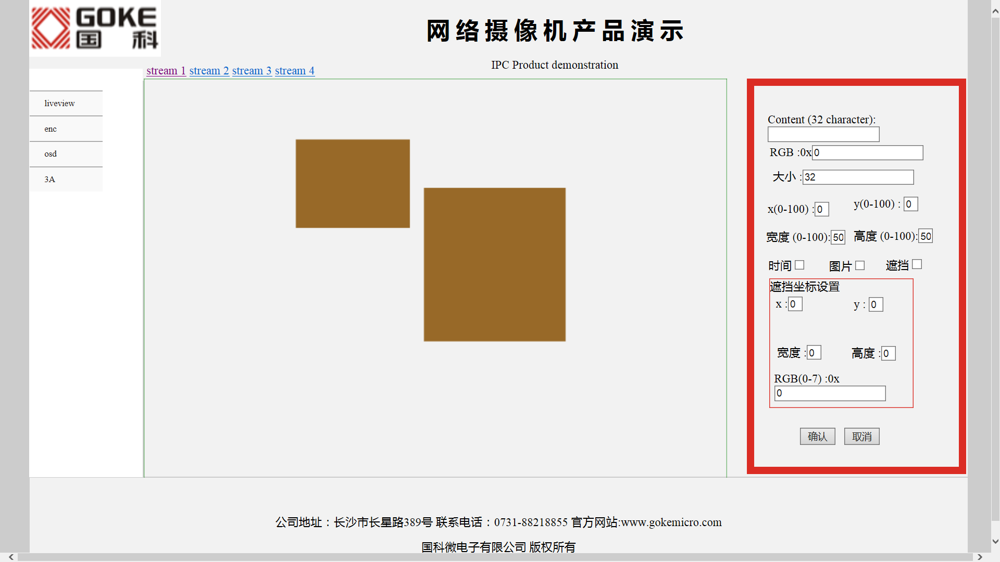 GOKE
国 科
网络摄像机产品演示
IPC Product demonstration
stream 1 stream 2 stream 3 stream 4
liveview
enc
osd
3A
Content (32 character):
RGB :0x0
大小 :32
x(0-100) :0 y(0-100) : 0
宽度 (0-100):50 高度 (0-100):50
时间 图片 遮挡
遮挡坐标设置
x :0 y : 0
宽度 :0 高度 :0
RGB(0-7) :0x
0
确认 取消
公司地址：长沙市长星路389号 联系电话：0731-88218855 官方网站:www.gokemicro.com
国科微电子有限公司 版权所有